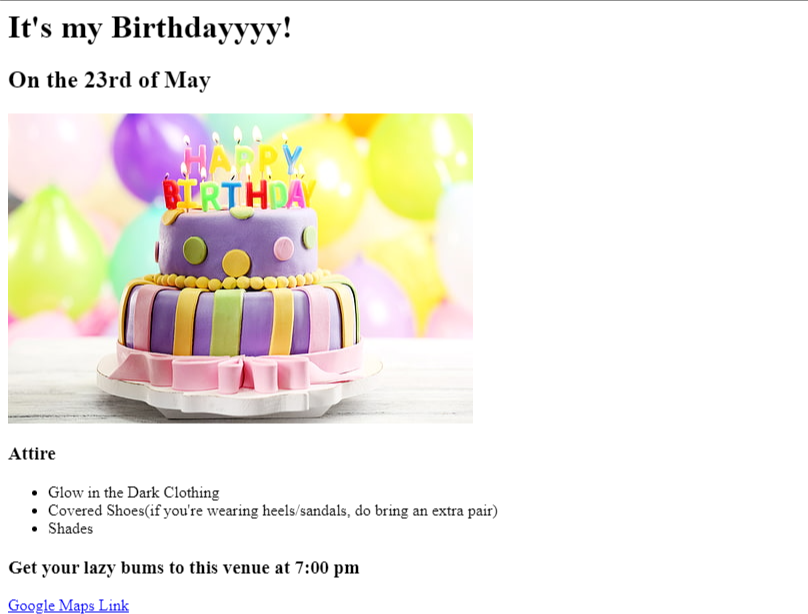 It's my Birthdayyyy!
On the 23rd of May
HAPPY
BIRTHDAY
Attire
Glow in the Dark Clothing
Covered Shoes(if you're wearing heels/sandals, do bring an extra pair)
Shades
Get your lazy bums to this venue at 7:00 pm
Google Maps Link